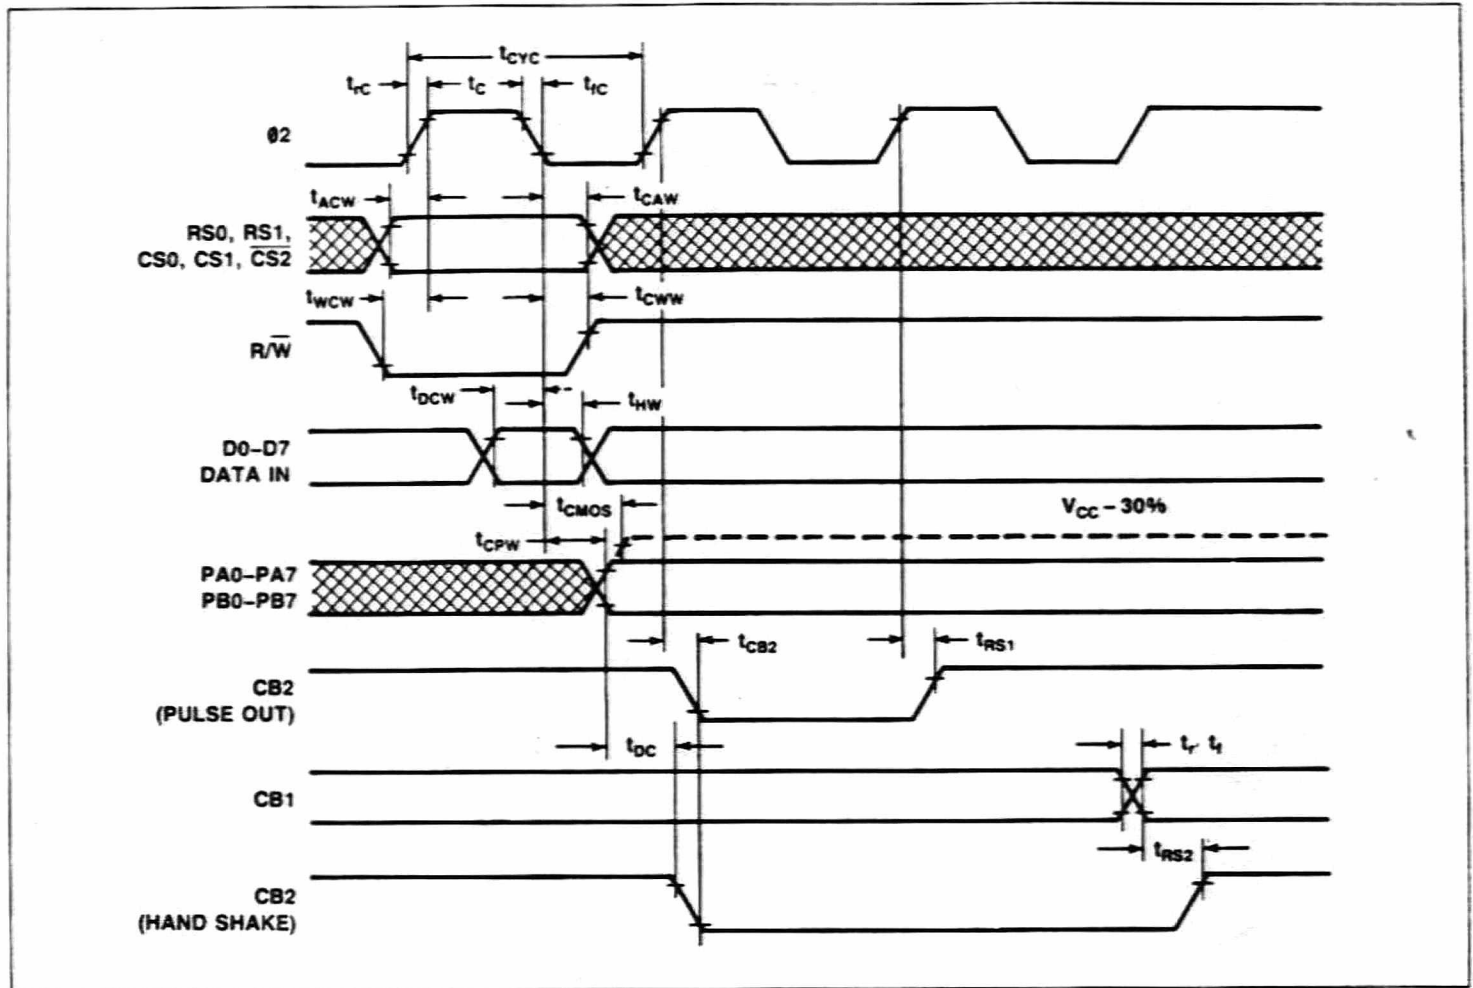 tCYC
trC
tC
tfC
Ø2
tACW
tCAW
RS0, RS1,
CS0, CS1, C̅S̅2̅
tWCW
tCWW
R/W̅
tDCW
tHW
D0–D7
DATA IN
tCMOS
VCC – 30%
tCPW
PA0–PA7
PB0–PB7
tCB2
tRS1
CB2
(PULSE OUT)
tDC
tr, tf
CB1
tRS2
CB2
(HAND SHAKE)